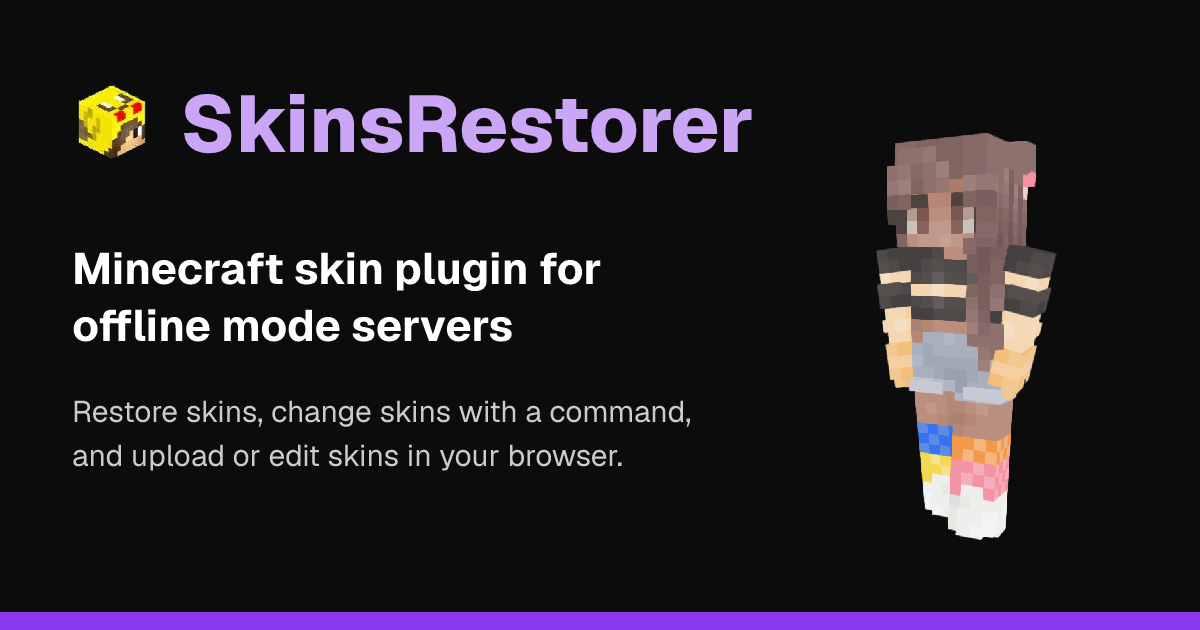 SkinsRestorer
Minecraft skin plugin for
offline mode servers
Restore skins, change skins with a command,
and upload or edit skins in your browser.